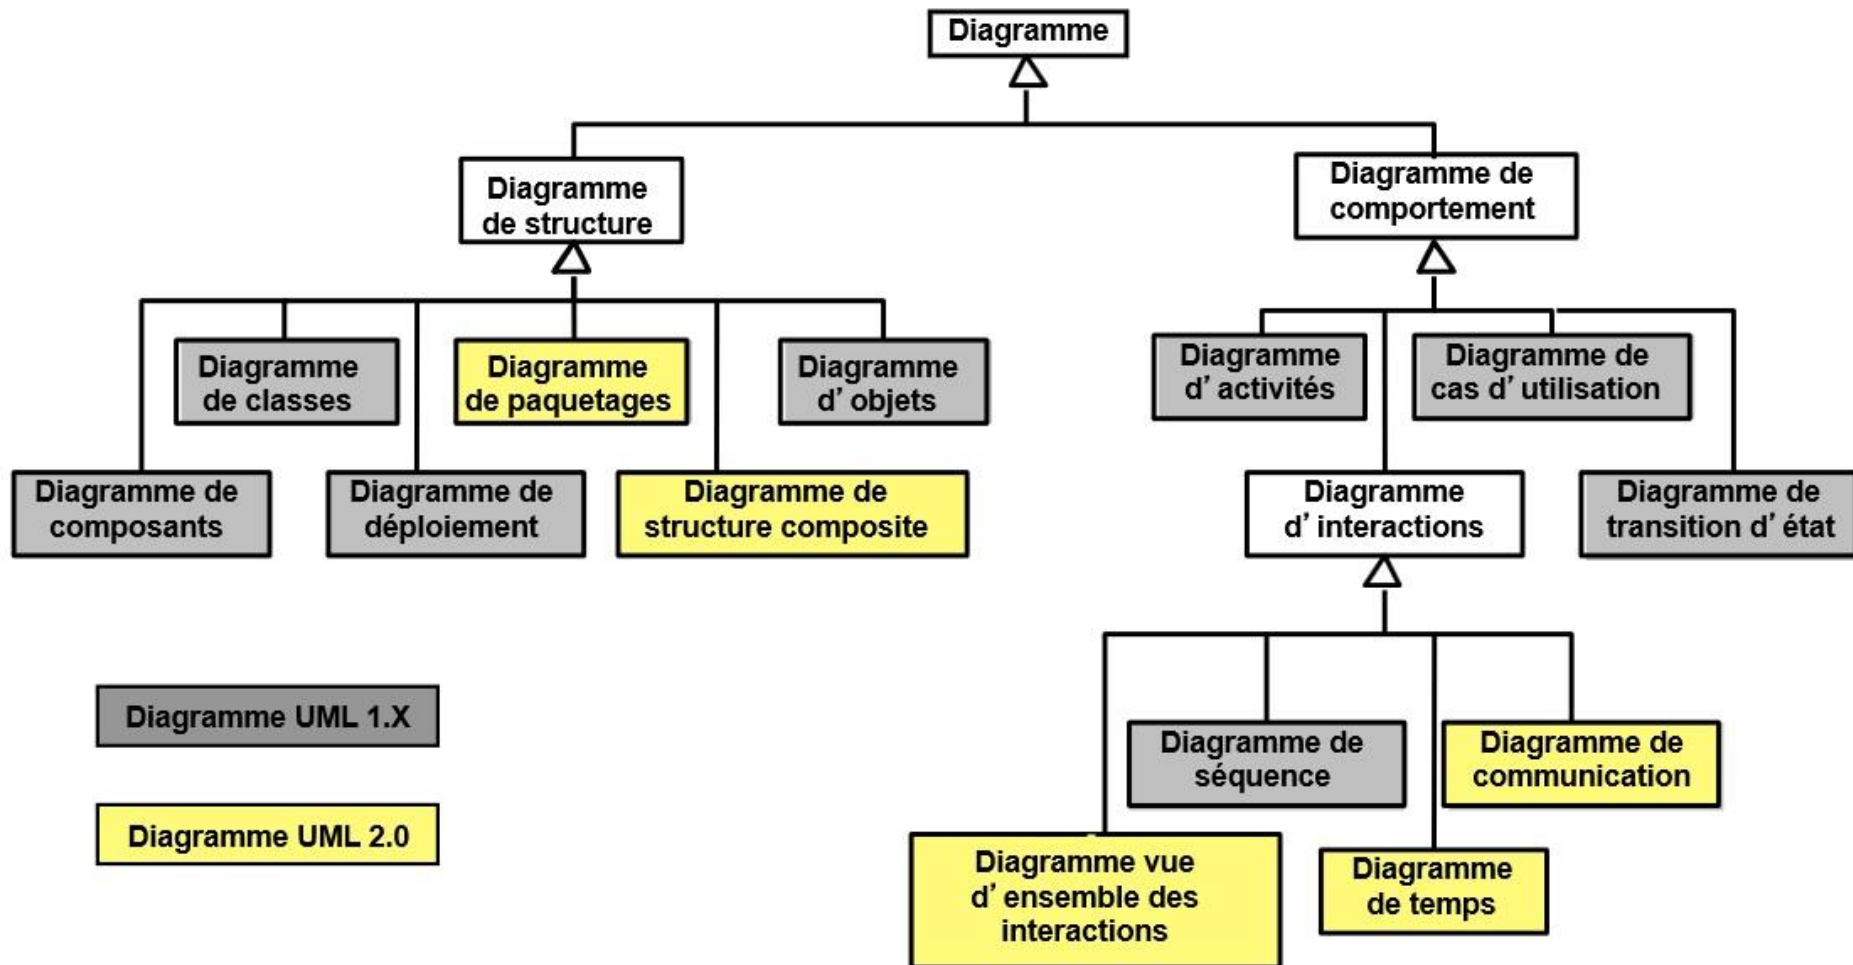 Diagramme
Diagramme
de structure
Diagramme de
comportement
Diagramme
de classes
Diagramme
de paquetages
Diagramme
d’ objets
Diagramme
d’ activités
Diagramme de
cas d’ utilisation
Diagramme de
composants
Diagramme de
déploiement
Diagramme de
structure composite
Diagramme
d’ interactions
Diagramme de
transition d’ état
Diagramme UML 1.X
Diagramme de
séquence
Diagramme de
communication
Diagramme UML 2.0
Diagramme vue
d’ ensemble des
interactions
Diagramme
de temps